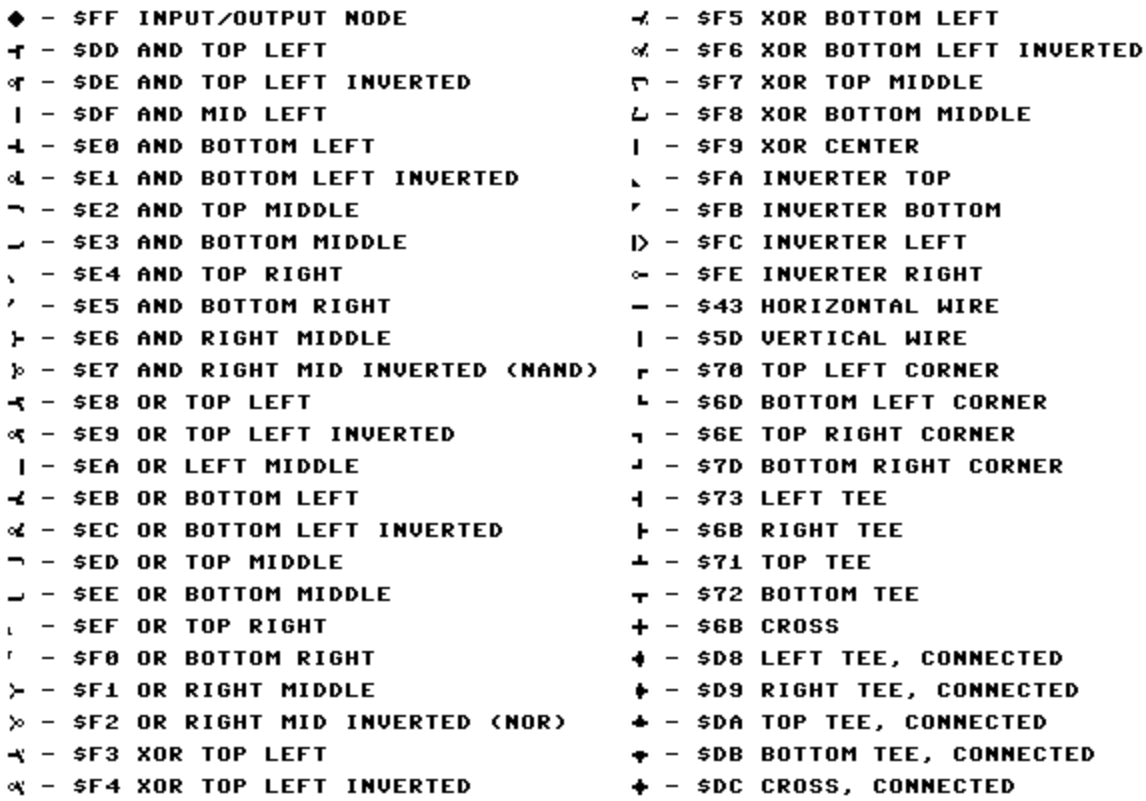 - $FF INPUT/OUTPUT NODE
- $DD AND TOP LEFT
- $DE AND TOP LEFT INVERTED
- $DF AND MID LEFT
- $E0 AND BOTTOM LEFT
- $E1 AND BOTTOM LEFT INVERTED
- $E2 AND TOP MIDDLE
- $E3 AND BOTTOM MIDDLE
- $E4 AND TOP RIGHT
- $E5 AND BOTTOM RIGHT
- $E6 AND RIGHT MIDDLE
- $E7 AND RIGHT MID INVERTED (NAND)
- $E8 OR TOP LEFT
- $E9 OR TOP LEFT INVERTED
- $EA OR LEFT MIDDLE
- $EB OR BOTTOM LEFT
- $EC OR BOTTOM LEFT INVERTED
- $ED OR TOP MIDDLE
- $EE OR BOTTOM MIDDLE
- $EF OR TOP RIGHT
- $F0 OR BOTTOM RIGHT
- $F1 OR RIGHT MIDDLE
- $F2 OR RIGHT MID INVERTED (NOR)
- $F3 XOR TOP LEFT
- $F4 XOR TOP LEFT INVERTED
- $F5 XOR BOTTOM LEFT
- $F6 XOR BOTTOM LEFT INVERTED
- $F7 XOR TOP MIDDLE
- $F8 XOR BOTTOM MIDDLE
- $F9 XOR CENTER
- $FA INVERTER TOP
- $FB INVERTER BOTTOM
- $FC INVERTER LEFT
- $FE INVERTER RIGHT
- $43 HORIZONTAL WIRE
- $5D VERTICAL WIRE
- $70 TOP LEFT CORNER
- $6D BOTTOM LEFT CORNER
- $6E TOP RIGHT CORNER
- $7D BOTTOM RIGHT CORNER
- $73 LEFT TEE
- $6B RIGHT TEE
- $71 TOP TEE
- $72 BOTTOM TEE
- $6B CROSS
- $D8 LEFT TEE, CONNECTED
- $D9 RIGHT TEE, CONNECTED
- $DA TOP TEE, CONNECTED
- $DB BOTTOM TEE, CONNECTED
- $DC CROSS, CONNECTED